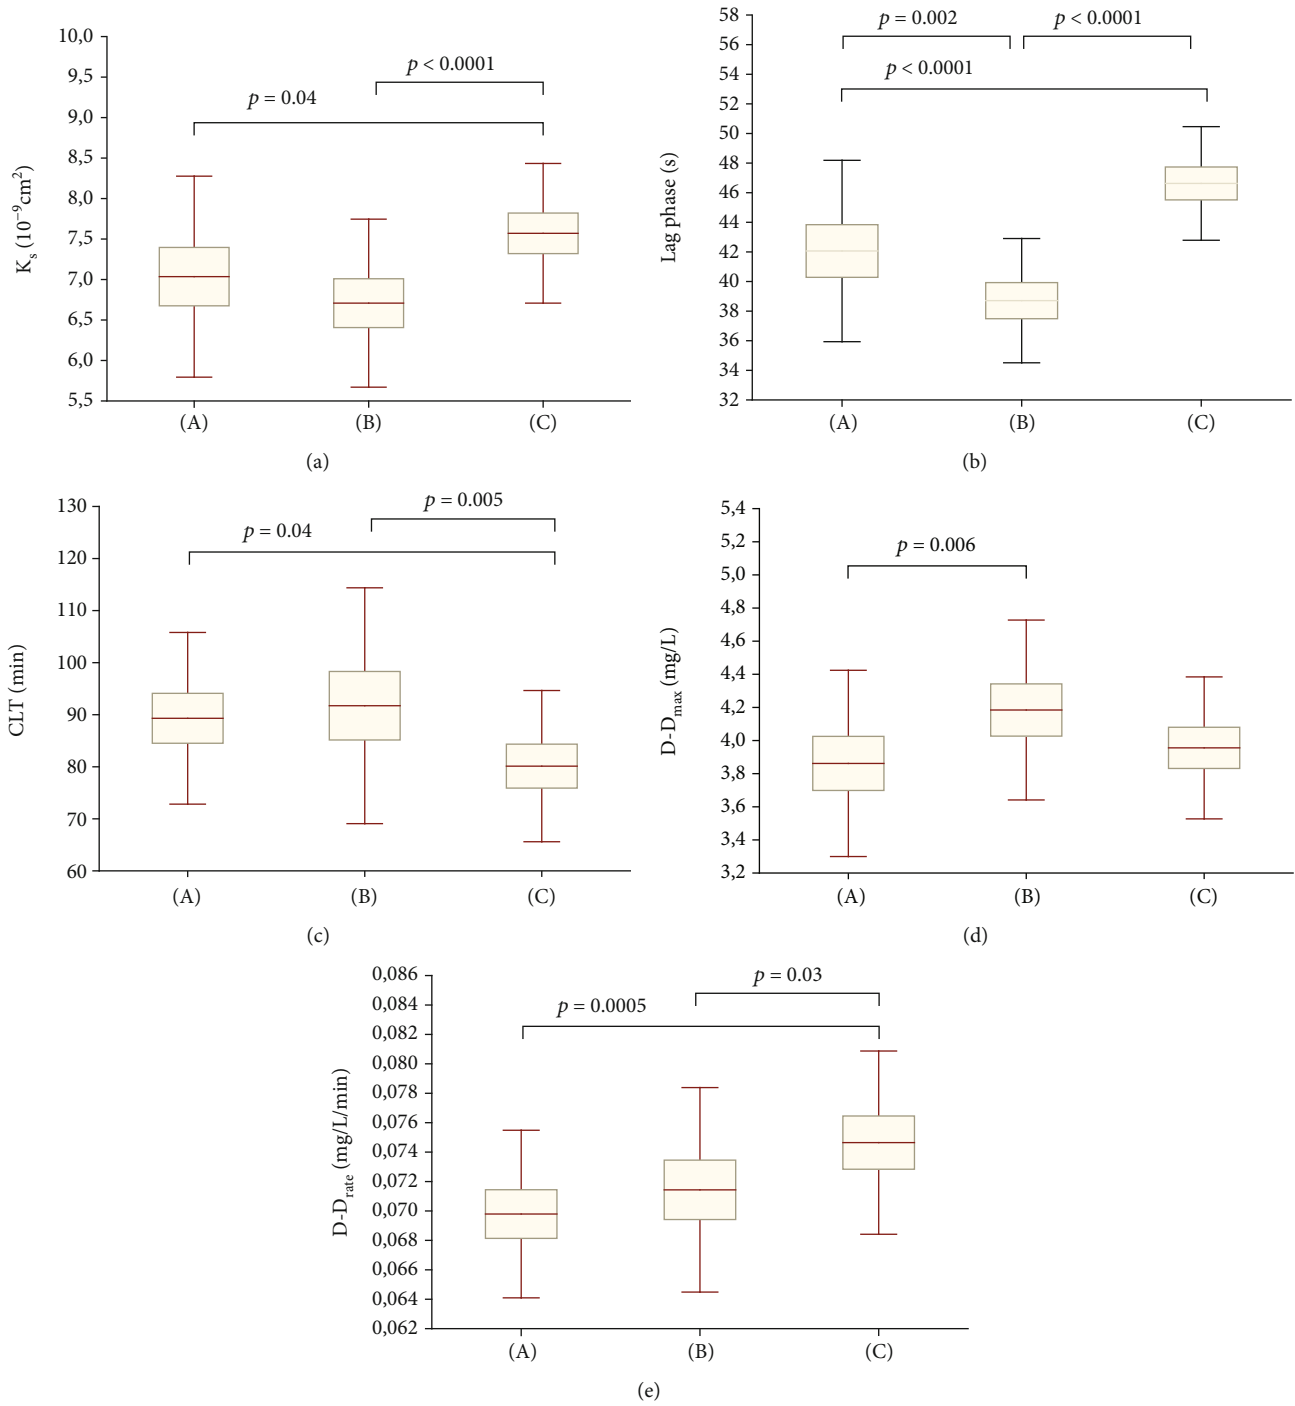 10,0
9,5
9,0
8,5
8,0
7,5
7,0
6,5
6,0
5,5
Ks (10−9cm2)
p < 0.0001
p = 0.04
(A) (B) (C)
(a)
58
56
54
52
50
48
46
44
42
40
38
36
34
32
Lag phase (s)
p = 0.002 p < 0.0001
p < 0.0001
(A) (B) (C)
(b)
130
120
110
100
90
80
70
60
CLT (min)
p = 0.005
p = 0.04
(A) (B) (C)
(c)
5,4
5,2
5,0
4,8
4,6
4,4
4,2
4,0
3,8
3,6
3,4
3,2
D-Dmax (mg/L)
p = 0.006
(A) (B) (C)
(d)
0,086
0,084
0,082
0,080
0,078
0,076
0,074
0,072
0,070
0,068
0,066
0,064
0,062
D-Drate (mg/L/min)
p = 0.03
p = 0.0005
(A) (B) (C)
(e)